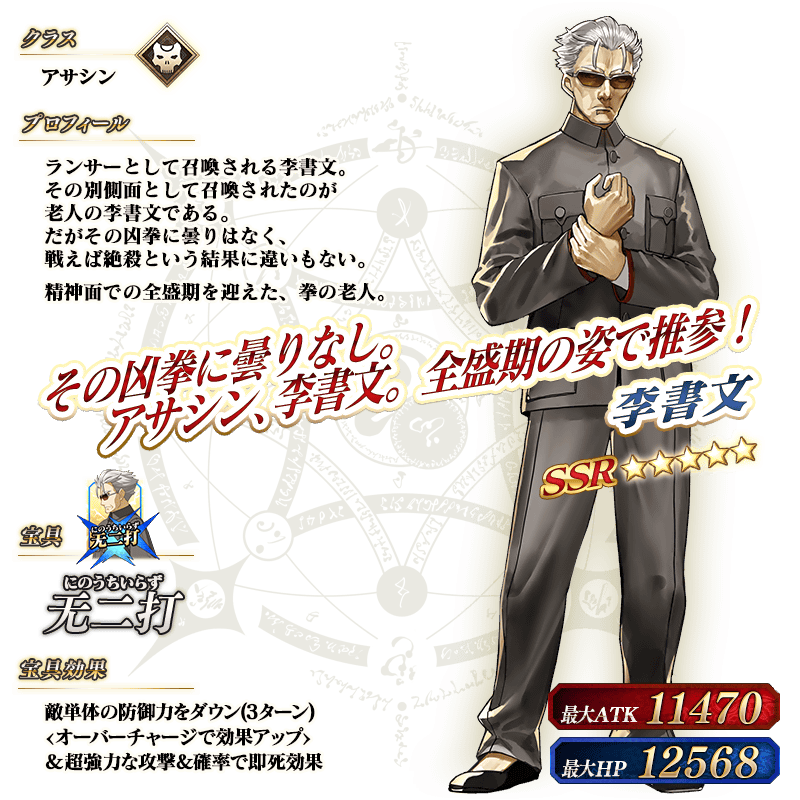 クラス
アサシン
プロフィール
ランサーとして召喚される李書文。
その別側面として召喚されたのが
老人の李書文である。
だがその凶拳に曇りはなく、
戦えば絶殺という結果に違いもない。
精神面での全盛期を迎えた、拳の老人。
その凶拳に曇りなし。 全盛期の姿で推参！
アサシン、李書文。
李書文
SSR
宝具
にのうちいらず
无二打
にのうちいらず
无二打
宝具効果
敵単体の防御力をダウン(3ターン)
<オーバーチャージで効果アップ>
&超強力な攻撃&確率で即死効果
最大ATK 11470
最大HP 12568